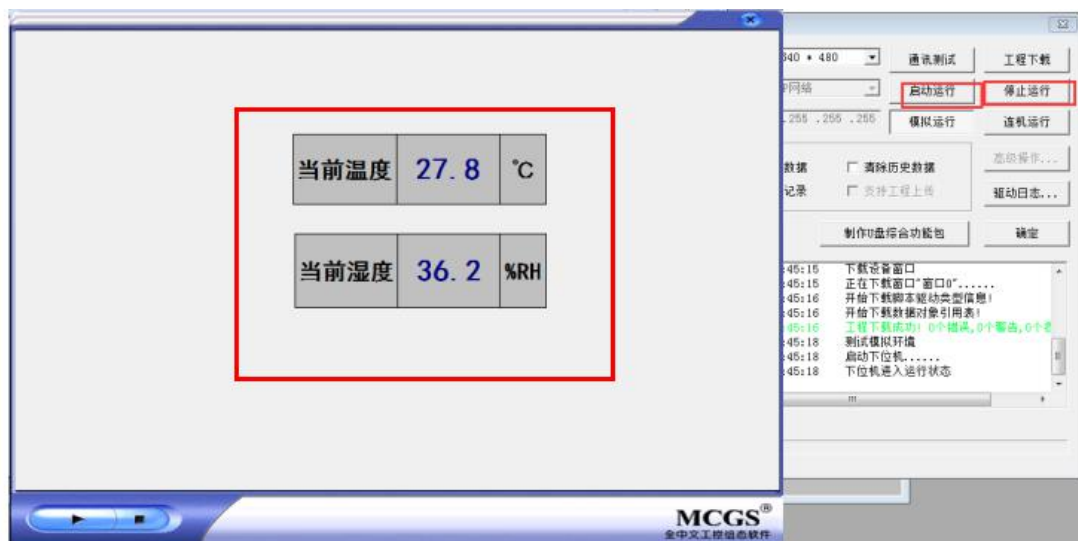 当前温度 27.8 ℃
当前湿度 36.2 %RH
MCGS®
全中文工控组态软件
640 * 480 通讯测试 工程下载
P网络 启动运行 停止运行
.255 .255 .255 模拟运行 连机运行
数据 清除历史数据 高级操作...
记录 支持工程上传 驱动日志...
制作U盘综合功能包 确定
:45:15 下载设备窗口
:45:15 正在下载窗口"窗口0"......
:45:16 开始下载脚本驱动类型信息!
:45:16 开始下载数据对象引用表!
:45:16 工程下载成功! 0个错误,0个警告,6个
:45:18 测试模拟环境
:45:18 启动下位机......
:45:18 下位机进入运行状态